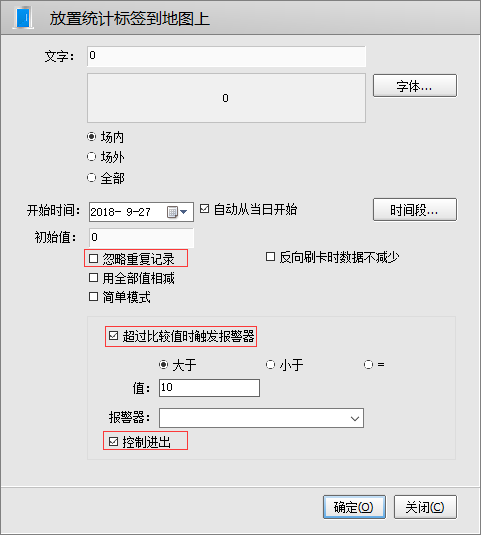 放置统计标签到地图上
文字： 0
0
字体...
场内
场外
全部
开始时间： 2018- 9-27 自动从当日开始 时间段...
初始值： 0
忽略重复记录 反向刷卡时数据不减少
用全部值相减
简单模式
超过比较值时触发报警器
大于 小于 =
值： 10
报警器：
控制进出
确定(O) 关闭(C)